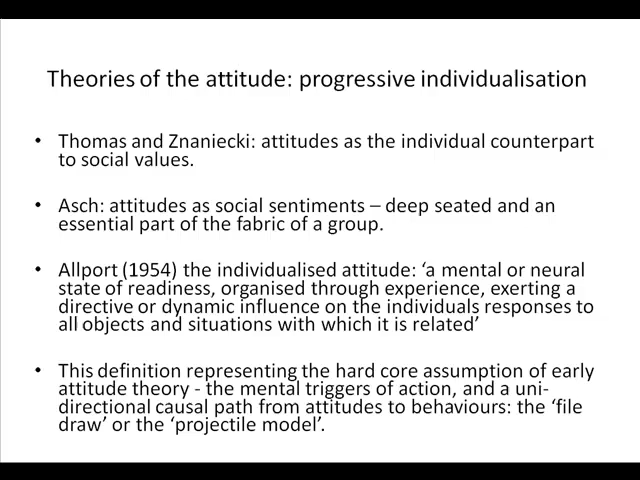 Theories of the attitude: progressive individualisation
• Thomas and Znaniecki: attitudes as the individual counterpart
to social values.
• Asch: attitudes as social sentiments – deep seated and an
essential part of the fabric of a group.
• Allport (1954) the individualised attitude: ‘a mental or neural
state of readiness, organised through experience, exerting a
directive or dynamic influence on the individuals responses to
all objects and situations with which it is related’
• This definition representing the hard core assumption of early
attitude theory - the mental triggers of action, and a uni-
directional causal path from attitudes to behaviours: the ‘file
draw’ or the ‘projectile model’.